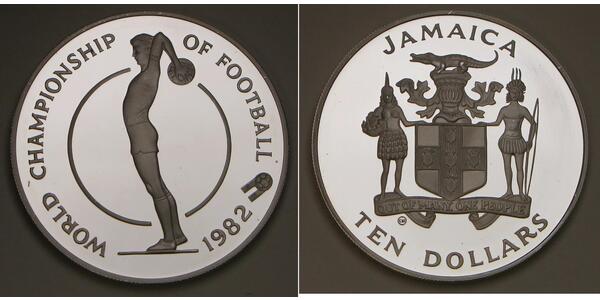 WORLD CHAMPIONSHIP OF FOOTBALL 1982
JAMAICA
OUT OF MANY, ONE PEOPLE
TEN DOLLARS